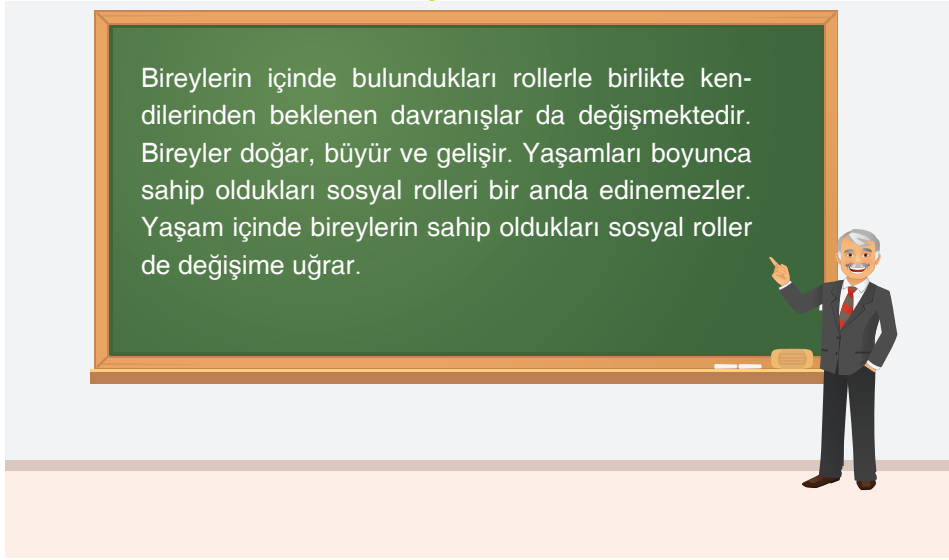 Bireylerin içinde bulundukları rollerle birlikte ken-
dilerinden beklenen davranışlar da değişmektedir.
Bireyler doğar, büyür ve gelişir. Yaşamları boyunca
sahip oldukları sosyal rolleri bir anda edinemezler.
Yaşam içinde bireylerin sahip oldukları sosyal roller
de değişime uğrar.